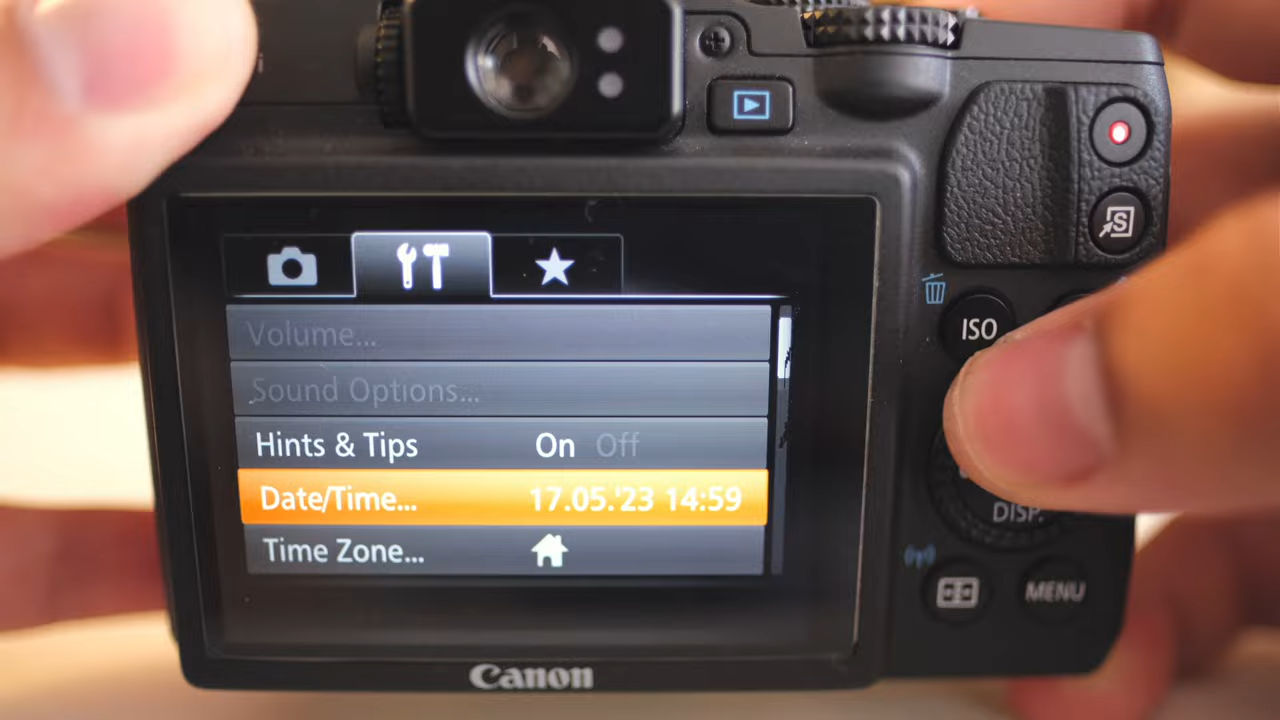 Volume...
Sound Options...
Hints & Tips On Off
Date/Time... 17.05.'23 14:59
Time Zone...
S
ISO
DISP.
MENU
Canon